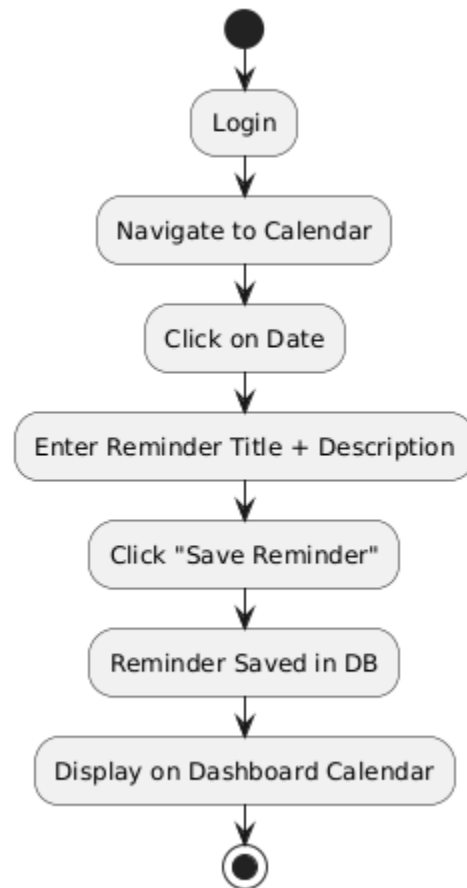 Login
Navigate to Calendar
Click on Date
Enter Reminder Title + Description
Click "Save Reminder"
Reminder Saved in DB
Display on Dashboard Calendar